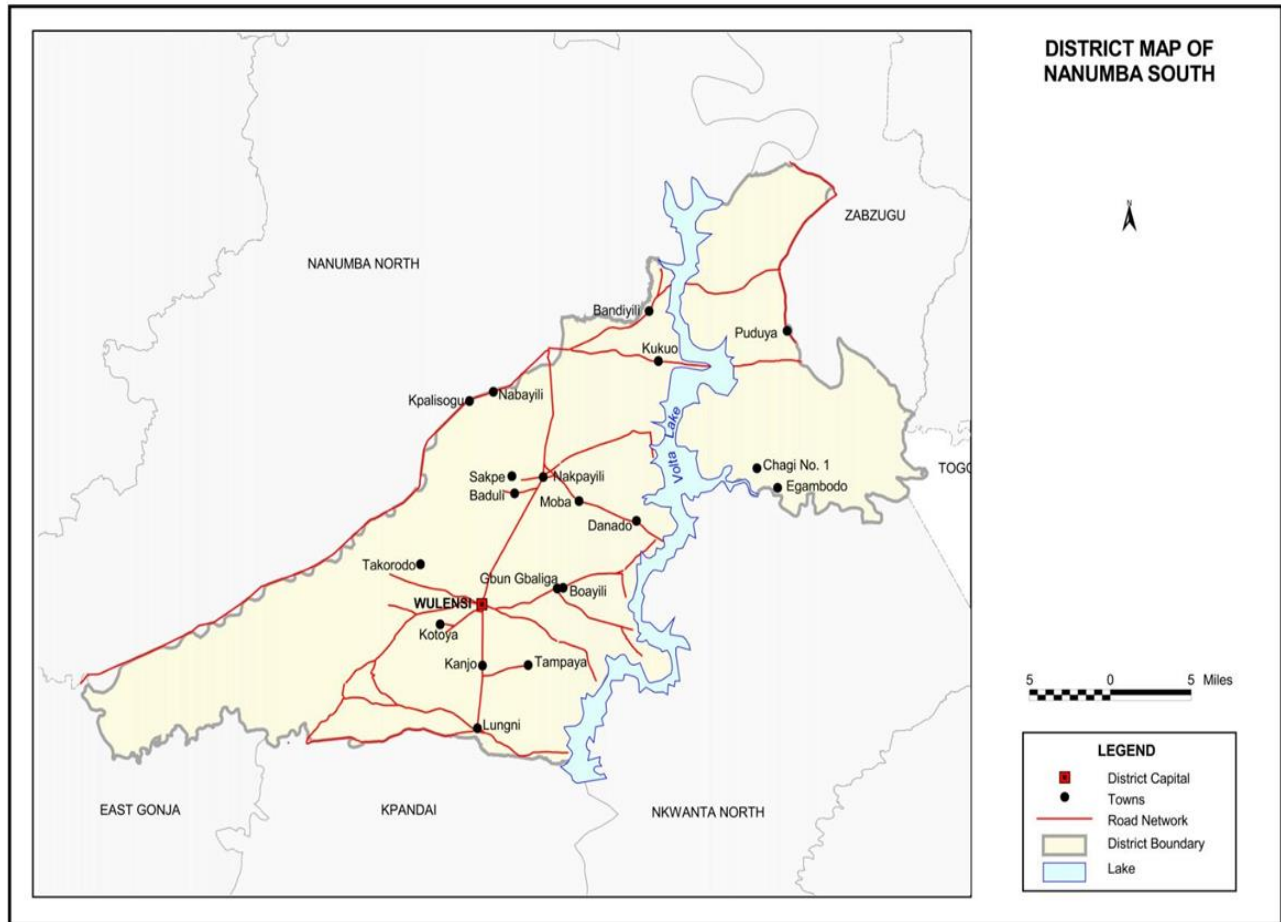 DISTRICT MAP OF
NANUMBA SOUTH
N
ZABZUGU
NANUMBA NORTH
Bandiyili
Puduya
Kukuo
Nabayili
Kpalisogu
Volta Lake
TOGO
Chagi No. 1
Sakpe
Nakpayili
Egambodo
Baduli
Moba
Danado
Takorodo
Gbun Gbaliga
Boayili
WULENSI
Kotoya
Kanjo
Tampaya
Lungni
5 0 5 Miles
EAST GONJA
KPANDAI
NKWANTA NORTH
LEGEND
District Capital
Towns
Road Network
District Boundary
Lake